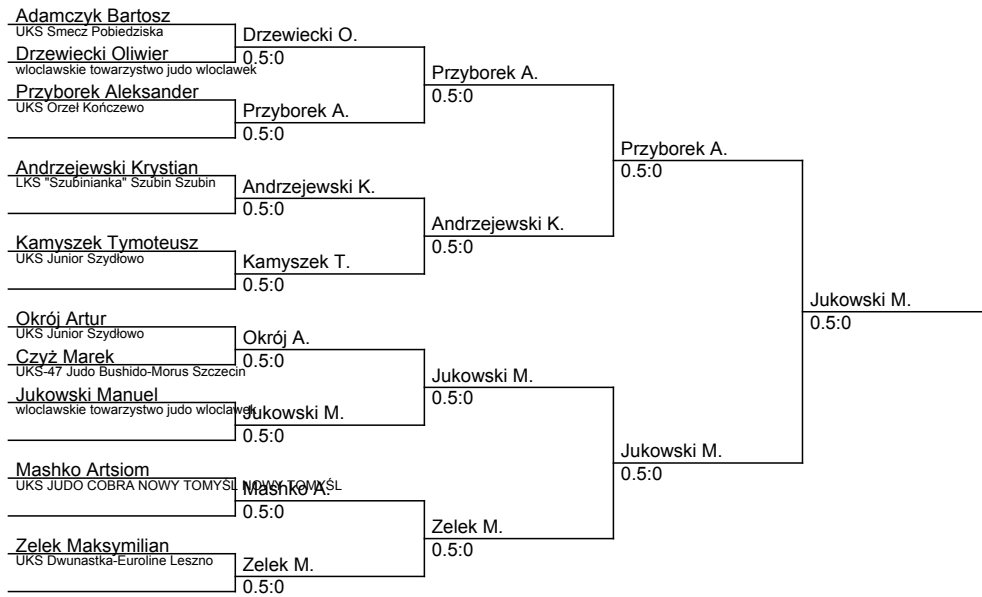 Adamczyk Bartosz
UKS Smecz Pobiedziska
Drzewiecki Oliwier
wloclawskie towarzystwo judo wloclawek
Przyborek Aleksander
UKS Orzeł Kończewo
Andrzejewski Krystian
LKS "Szubinianka" Szubin Szubin
Kamyszek Tymoteusz
UKS Junior Szydłowo
Okrój Artur
UKS Junior Szydłowo
Czyż Marek
UKS-47 Judo Bushido-Morus Szczecin
Jukowski Manuel
wloclawskie towarzystwo judo wloclawek
Mashko Artsiom
UKS JUDO COBRA NOWY TOMYŚL NOWY TOMYŚL
Zelek Maksymilian
UKS Dwunastka-Euroline Leszno
Drzewiecki O.
0.5:0
Przyborek A.
0.5:0
Andrzejewski K.
0.5:0
Kamyszek T.
0.5:0
Okrój A.
0.5:0
Jukowski M.
0.5:0
Mashko A.
0.5:0
Zelek M.
0.5:0
Przyborek A.
0.5:0
Andrzejewski K.
0.5:0
Jukowski M.
0.5:0
Zelek M.
0.5:0
Przyborek A.
0.5:0
Jukowski M.
0.5:0
Jukowski M.
0.5:0